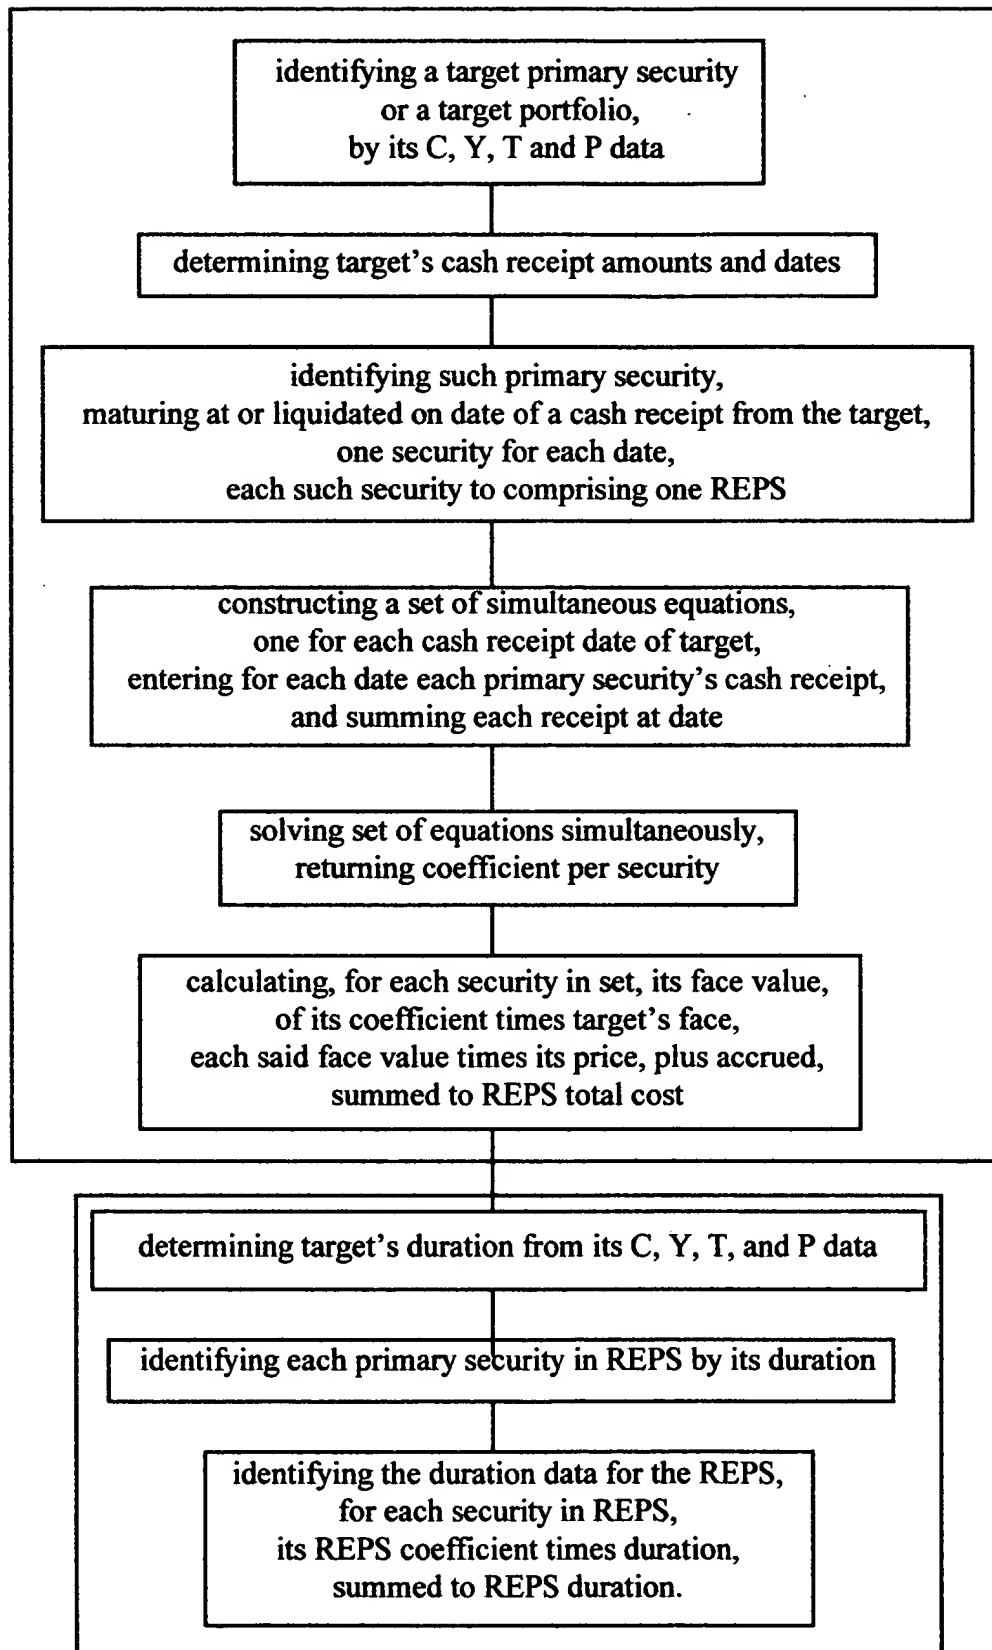 identifying a target primary security
or a target portfolio,
by its C, Y, T and P data
determining target's cash receipt amounts and dates
identifying such primary security,
maturing at or liquidated on date of a cash receipt from the target,
one security for each date,
each such security to comprising one REPS
constructing a set of simultaneous equations,
one for each cash receipt date of target,
entering for each date each primary security's cash receipt,
and summing each receipt at date
solving set of equations simultaneously,
returning coefficient per security
calculating, for each security in set, its face value,
of its coefficient times target's face,
each said face value times its price, plus accrued,
summed to REPS total cost
determining target's duration from its C, Y, T, and P data
identifying each primary security in REPS by its duration
identifying the duration data for the REPS,
for each security in REPS,
its REPS coefficient times duration,
summed to REPS duration.